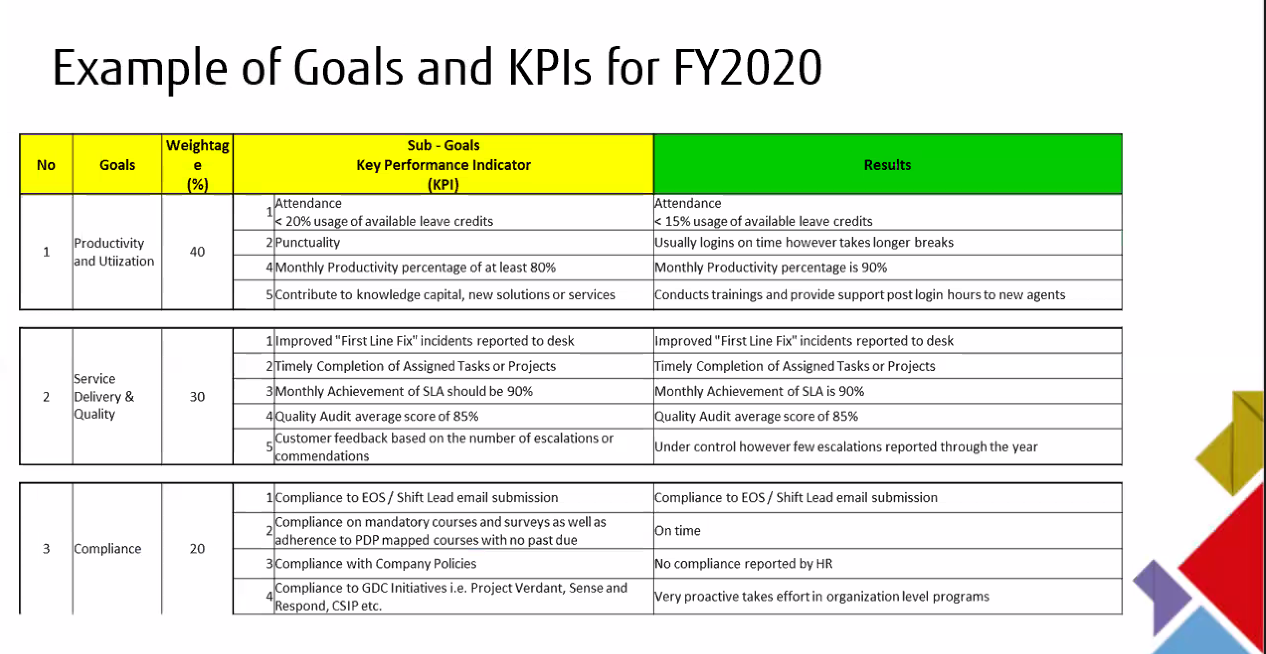 Example of Goals and KPIs for FY2020
No
Goals
Weightag
e
(%)
Sub - Goals
Key Performance Indicator
(KPI)
Results
1
Productivity
and Utiization
40
1
Attendance
< 20% usage of available leave credits
Attendance
< 15% usage of available leave credits
2 Punctuality
Usually logins on time however takes longer breaks
4 Monthly Productivity percentage of at least 80%
Monthly Productivity percentage is 90%
5 Contribute to knowledge capital, new solutions or services
Conducts trainings and provide support post login hours to new agents
2
Service
Delivery &
Quality
30
1 Improved "First Line Fix" incidents reported to desk
Improved "First Line Fix" incidents reported to desk
2 Timely Completion of Assigned Tasks or Projects
Timely Completion of Assigned Tasks or Projects
3 Monthly Achievement of SLA should be 90%
Monthly Achievement of SLA is 90%
4 Quality Audit average score of 85%
Quality Audit average score of 85%
5
Customer feedback based on the number of escalations or
commendations
Under control however few escalations reported through the year
3
Compliance
20
1 Compliance to EOS / Shift Lead email submission
Compliance to EOS / Shift Lead email submission
2
Compliance on mandatory courses and surveys as well as
adherence to PDP mapped courses with no past due
On time
3 Compliance with Company Policies
No compliance reported by HR
4
Compliance to GDC Initiatives i.e. Project Verdant, Sense and
Respond, CSIP etc.
Very proactive takes effort in organization level programs